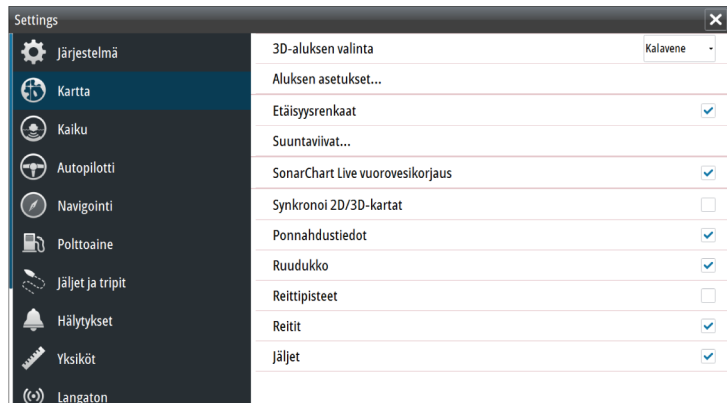 Settings
Järjestelmä
Kartta
Kaiku
Autopilotti
Navigointi
Polttoaine
Jäljet ja tripit
Hälytykset
Yksiköt
Langaton
3D-aluksen valinta Kalavene
Aluksen asetukset...
Etäisyysrenkaat
Suuntaviivat...
SonarChart Live vuorovesikorjaus
Synkronoi 2D/3D-kartat
Ponnahdustiedot
Ruudukko
Reittipisteet
Reitit
Jäljet